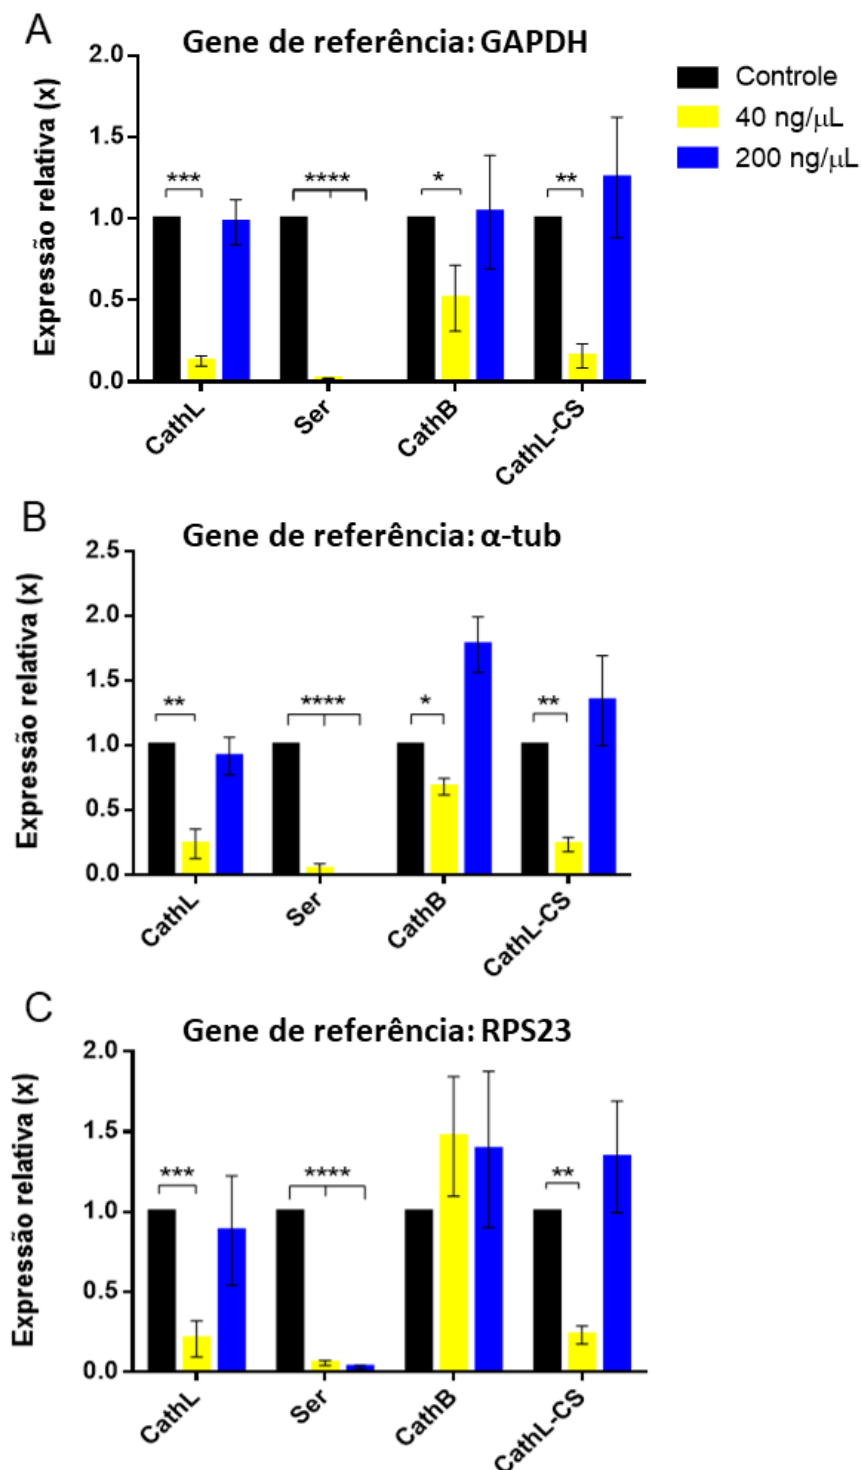 A
Gene de referência: GAPDH
Expressão relativa (x)
2.0
1.5
1.0
0.5
0.0
***
****
*
**
CathL
Ser
CathB
CathL-CS
Controle
40 ng/μL
200 ng/μL
B
Gene de referência: α-tub
Expressão relativa (x)
2.5
2.0
1.5
1.0
0.5
0.0
**
****
*
**
CathL
Ser
CathB
CathL-CS
C
Gene de referência: RPS23
Expressão relativa (x)
2.0
1.5
1.0
0.5
0.0
***
****
**
CathL
Ser
CathB
CathL-CS